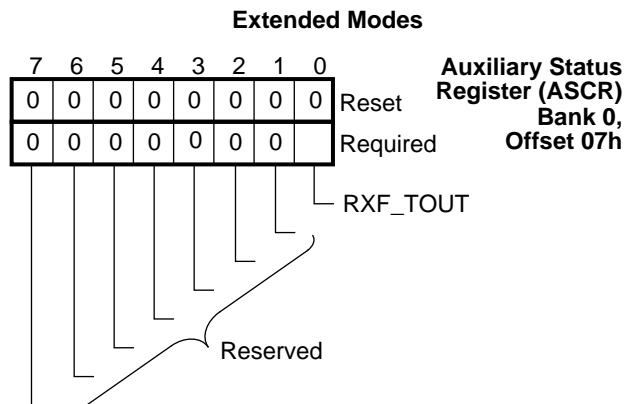 Extended Modes
7 6 5 4 3 2 1 0
0 0 0 0 0 0 0 0 Reset
0 0 0 0 0 0 0 Required
Auxiliary Status
Register (ASCR)
Bank 0,
Offset 07h
RXF_TOUT
Reserved